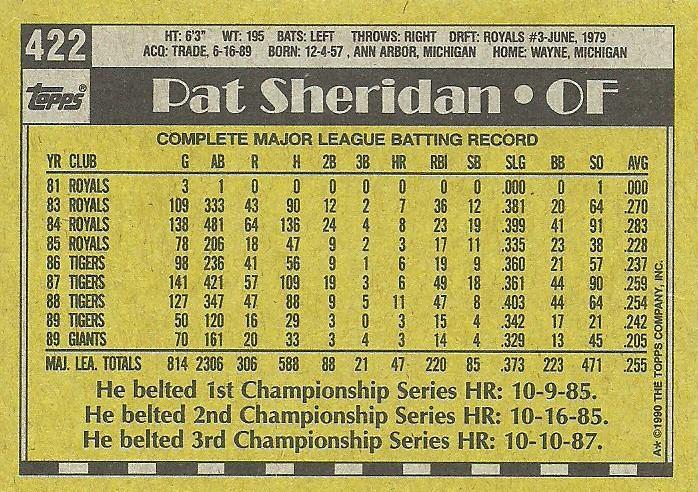 422
HT: 6'3" WT: 195 BATS: LEFT THROWS: RIGHT DRFT: ROYALS #3-JUNE, 1979
ACQ: TRADE, 6-16-89 BORN: 12-4-57 , ANN ARBOR, MICHIGAN HOME: WAYNE, MICHIGAN
TOPPS®
Pat Sheridan • OF
COMPLETE MAJOR LEAGUE BATTING RECORD
YR CLUB G AB R H 2B 3B HR RBI SB SLG BB SO AVG
81 ROYALS 3 1 0 0 0 0 0 0 0 .000 0 1 .000
83 ROYALS 109 333 43 90 12 2 7 36 12 .381 20 64 .270
84 ROYALS 138 481 64 136 24 4 8 23 19 .399 41 91 .283
85 ROYALS 78 206 18 47 9 2 3 17 11 .335 23 38 .228
86 TIGERS 98 236 41 56 9 1 6 19 9 .360 21 57 .237
87 TIGERS 141 421 57 109 19 3 6 49 18 .361 44 90 .259
88 TIGERS 127 347 47 88 9 5 11 47 8 .403 44 64 .254
89 TIGERS 50 120 16 29 3 0 3 15 4 .342 17 21 .242
89 GIANTS 70 161 20 33 3 4 3 14 4 .329 13 45 .205
MAJ. LEA. TOTALS 814 2306 306 588 88 21 47 220 85 .373 223 471 .255
He belted 1st Championship Series HR: 10-9-85.
He belted 2nd Championship Series HR: 10-16-85.
He belted 3rd Championship Series HR: 10-10-87.
A* ©1990 THE TOPPS COMPANY, INC.